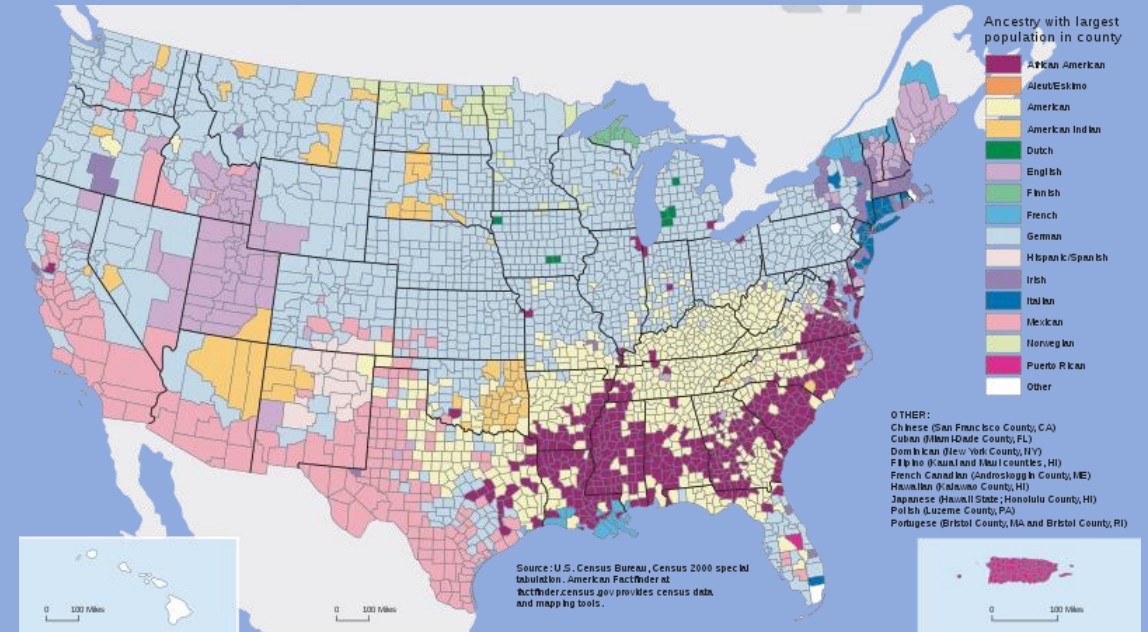 Ancestry with largest
population in county
African American
Aleut/Eskimo
American
American Indian
Dutch
English
Finnish
French
German
Hispanic/Spanish
Irish
Italian
Mexican
Norwegian
Puerto Rican
Other
OTHER:
Chinese (San Francisco County, CA)
Cuban (Miami-Dade County, FL)
Dominican (New York County, NY)
Filipino (Kauai and Maui counties, HI)
French Canadian (Androskoggin County, ME)
Hawaiian (Kalawao County, HI)
Japanese (Hawaii State; Honolulu County, HI)
Polish (Luzerne County, PA)
Portugese (Bristol County, MA and Bristol County, RI)
Source: U.S. Census Bureau, Census 2000 special
tabulation. American Factfinder at
factfinder.census.gov provides census data
and mapping tools.
0 100 Miles
0 100 Miles
0 100 Miles